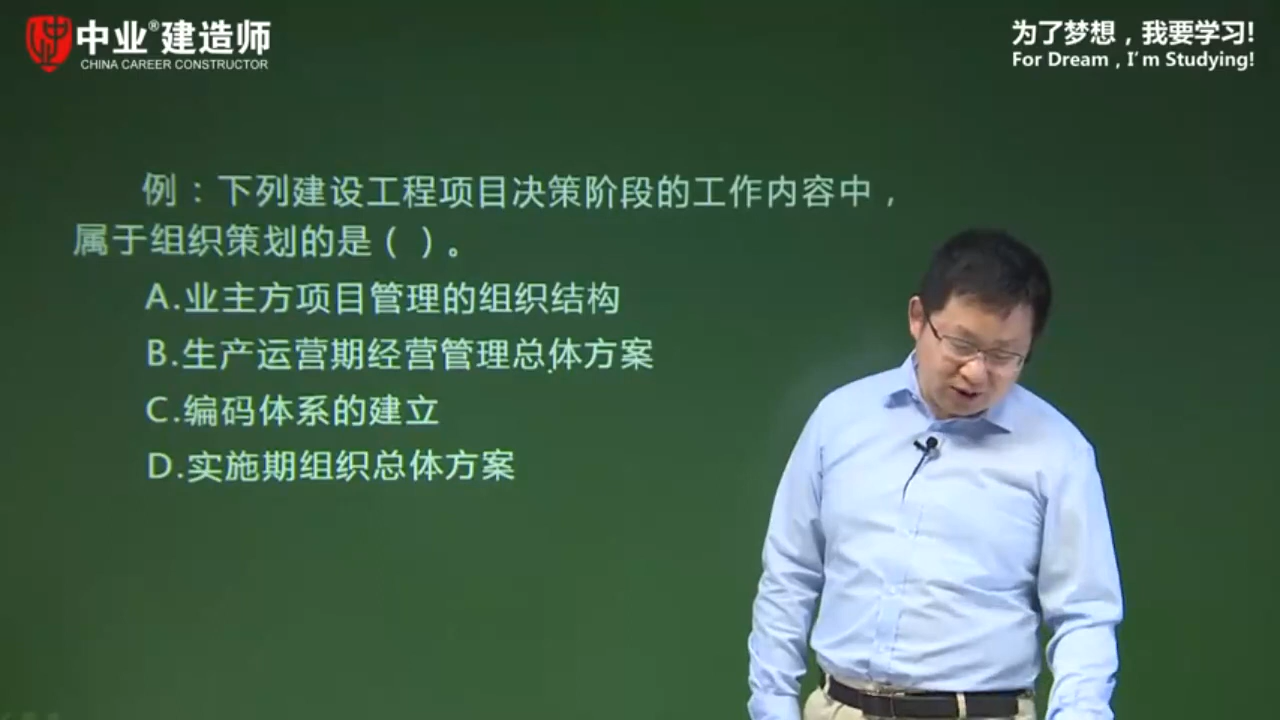 中业®建造师
CHINA CAREER CONSTRUCTOR
为了梦想，我要学习!
For Dream , I'm Studying!
例：下列建设工程项目决策阶段的工作内容中，
属于组织策划的是（ ）。
A.业主方项目管理的组织结构
B.生产运营期经营管理总体方案
C.编码体系的建立
D.实施期组织总体方案